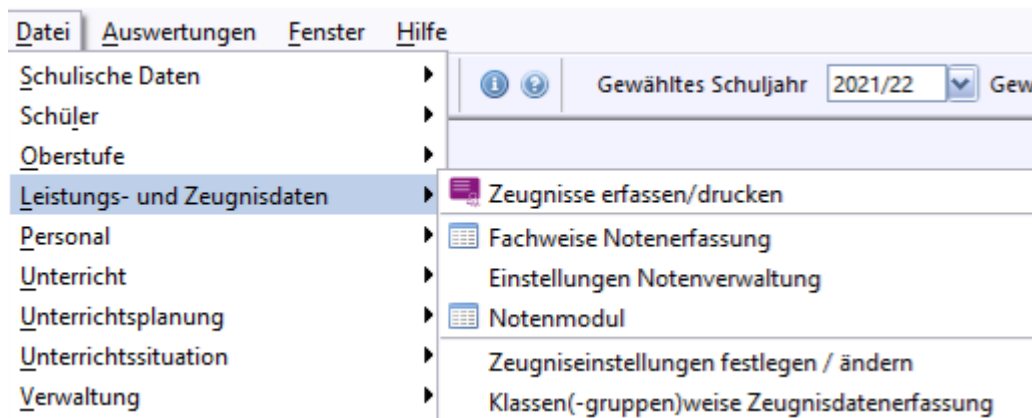 Datei Auswertungen Fenster Hilfe
Gewähltes Schuljahr 2021/22 Gew
Schulische Daten
Schüler
Oberstufe
Leistungs- und Zeugnisdaten
Personal
Unterricht
Unterrichtsplanung
Unterrichtssituation
Verwaltung
Zeugnisse erfassen/drucken
Fachweise Notenerfassung
Einstellungen Notenverwaltung
Notenmodul
Zeugniseinstellungen festlegen / ändern
Klassen(-gruppen)weise Zeugnisdatenerfassung